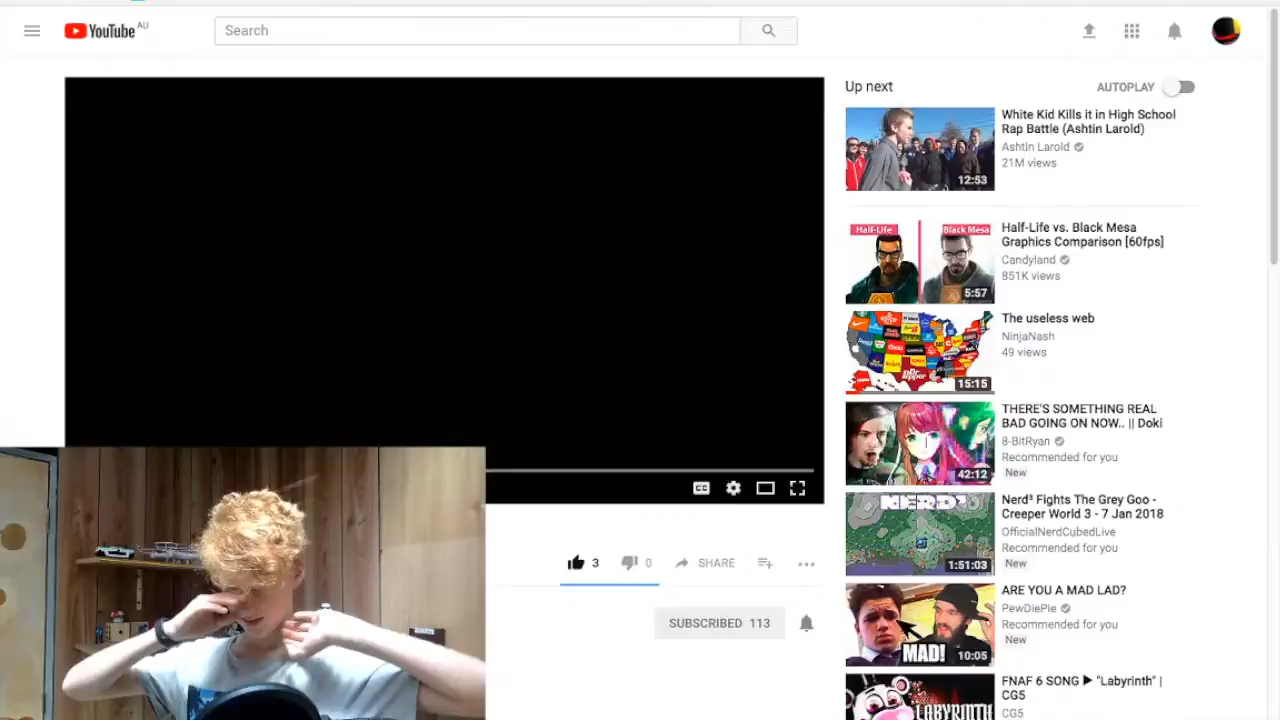 YouTube AU
Search
Up next
AUTOPLAY
White Kid Kills it in High School
Rap Battle (Ashtin Larold)
Ashtin Larold
21M views
12:53
Half-Life
Black Mesa
Half-Life vs. Black Mesa
Graphics Comparison [60fps]
Candyland
851K views
5:57
The useless web
NinjaNash
49 views
15:15
THERE'S SOMETHING REAL
BAD GOING ON NOW.. || Doki
8-BitRyan
Recommended for you
New
42:12
NERD³
Nerd³ Fights The Grey Goo -
Creeper World 3 - 7 Jan 2018
OfficialNerdCubedLive
Recommended for you
New
1:51:03
ARE YOU A MAD LAD?
PewDiePie
Recommended for you
New
MAD!
10:05
FNAF 6 SONG ▶ "Labyrinth" |
CG5
CG5
LABYRINTH
CC
3
0
SHARE
SUBSCRIBED 113